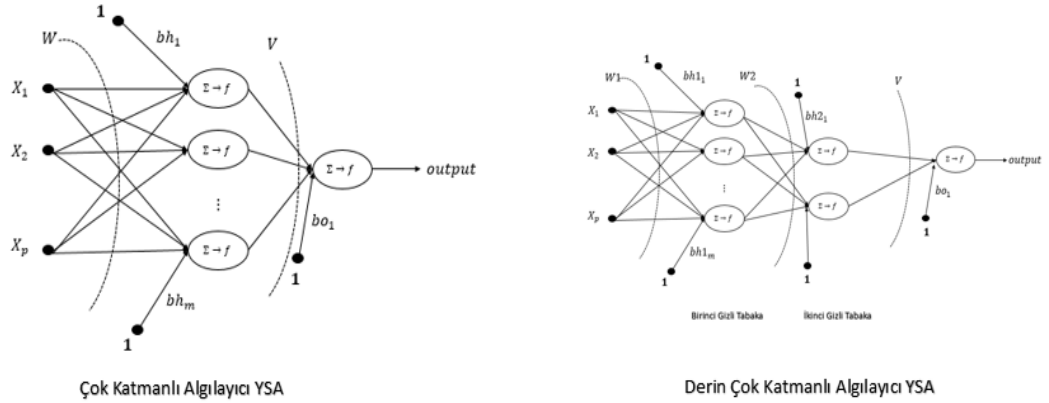 1
W
bh₁
V
X₁
Σ→f
X₂
Σ→f
Σ→f
output
⋮
bo₁
Xₚ
Σ→f
1
bhₘ
1
Çok Katmanlı Algılayıcı YSA
1
W1
bh1₁
W2
1
V
X₁
Σ→f
bh2₁
X₂
Σ→f
Σ→f
Σ→f
output
⋮
Σ→f
bo₁
Xₚ
Σ→f
1
bh1ₘ
1
1
Birinci Gizli Tabaka
İkinci Gizli Tabaka
Derin Çok Katmanlı Algılayıcı YSA